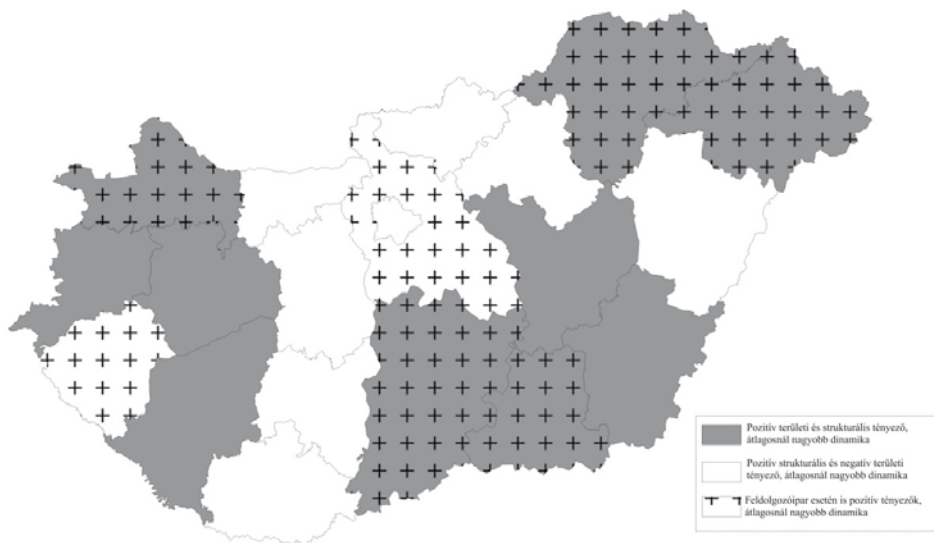 Pozitív területi és strukturális tényező,
átlagosnál nagyobb dinamika
Pozitív strukturális és negatív területi
tényező, átlagosnál nagyobb dinamika
Feldolgozóipar esetén is pozitív tényezők,
átlagosnál nagyobb dinamika